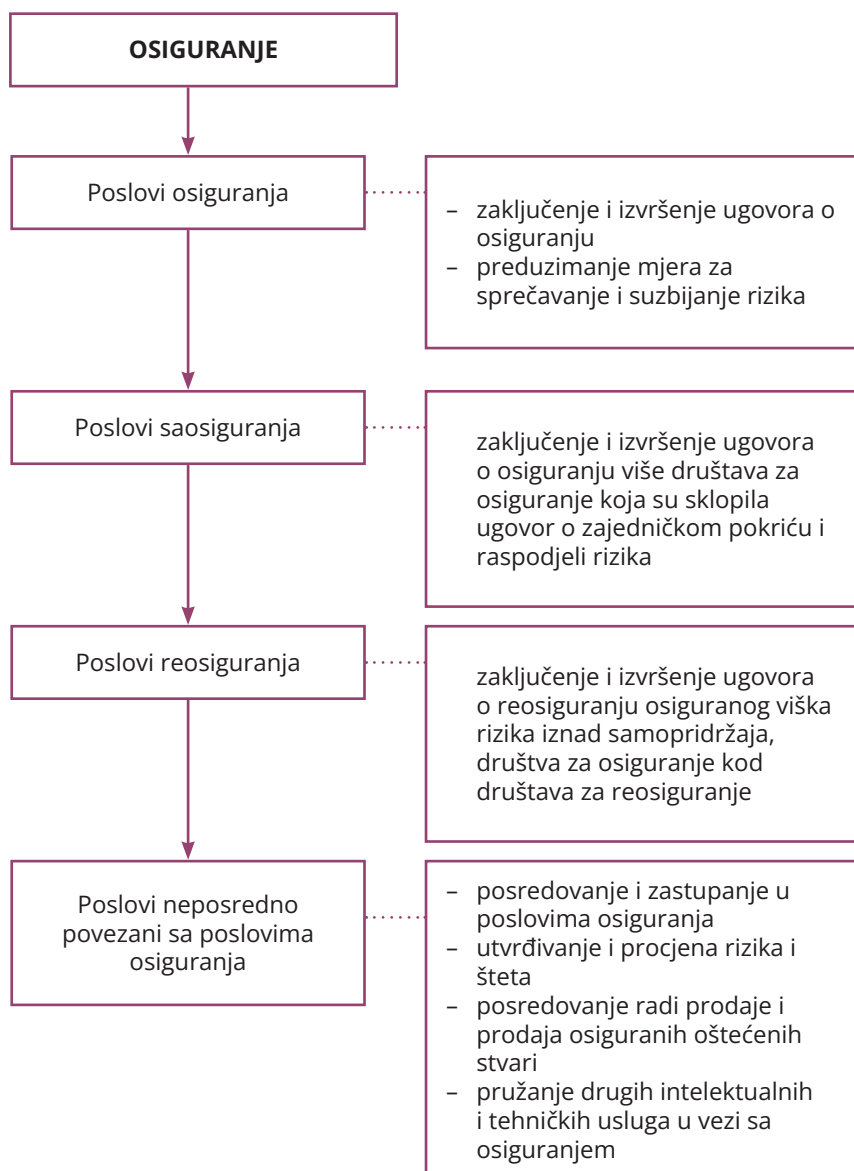 OSIGURANJE
Poslovi osiguranja
– zaključenje i izvršenje ugovora o
osiguranju
– preduzimanje mjera za
sprečavanje i suzbijanje rizika
Poslovi saosiguranja
zaključenje i izvršenje ugovora
o osiguranju više društava za
osiguranje koja su sklopila
ugovor o zajedničkom pokriću i
raspodjeli rizika
Poslovi reosiguranja
zaključenje i izvršenje ugovora
o reosiguranju osiguranog viška
rizika iznad samopridržaja,
društva za osiguranje kod
društava za reosiguranje
Poslovi neposredno
povezani sa poslovima
osiguranja
– posredovanje i zastupanje u
poslovima osiguranja
– utvrđivanje i procjena rizika i
šteta
– posredovanje radi prodaje i
prodaja osiguranih oštećenih
stvari
– pružanje drugih intelektualnih
i tehničkih usluga u vezi sa
osiguranjem